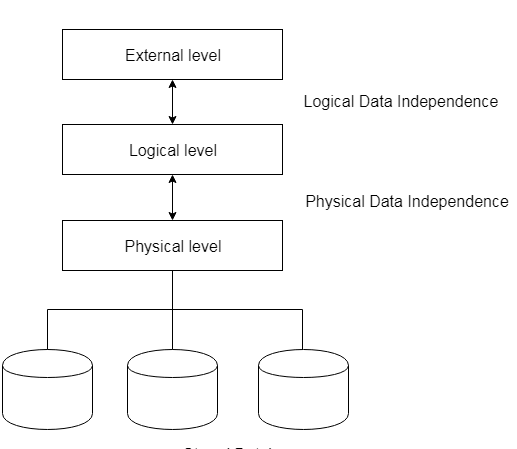 External level
Logical Data Independence
Logical level
Physical Data Independence
Physical level